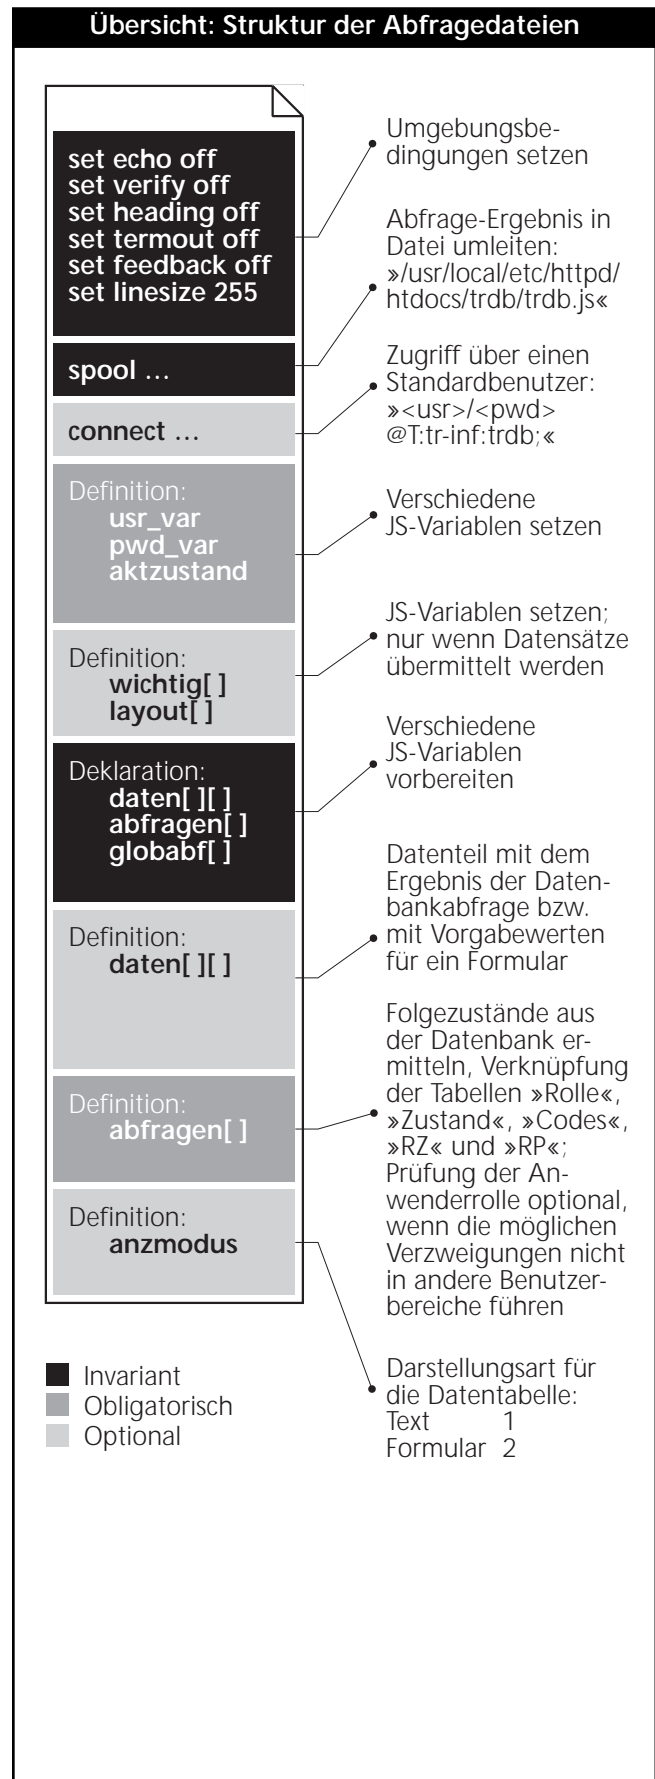 Übersicht: Struktur der Abfragedateien
set echo off
set verify off
set heading off
set termout off
set feedback off
set linesize 255
Umgebungsbe-
dingungen setzen
spool ...
Abfrage-Ergebnis in
Datei umleiten:
»/usr/local/etc/httpd/
htdocs/trdb/trdb.js«
connect ...
Zugriff über einen
Standardbenutzer:
»<usr>/<pwd>
@T:tr-inf:trdb;«
Definition:
usr_var
pwd_var
aktzustand
Verschiedene
JS-Variablen setzen
Definition:
wichtig[ ]
layout[ ]
JS-Variablen setzen;
nur wenn Datensätze
übermittelt werden
Deklaration:
daten[ ][ ]
abfragen[ ]
globabf[ ]
Verschiedene
JS-Variablen
vorbereiten
Definition:
daten[ ][ ]
Datenteil mit dem
Ergebnis der Daten-
bankabfrage bzw.
mit Vorgabewerten
für ein Formular
Definition:
abfragen[ ]
Folgezustände aus
der Datenbank er-
mitteln, Verknüpfung
der Tabellen »Rolle«,
»Zustand«, »Codes«,
»RZ« und »RP«;
Prüfung der An-
wenderrolle optional,
wenn die möglichen
Verzweigungen nicht
in andere Benutzer-
bereiche führen
Definition:
anzmodus
Darstellungsart für
die Datentabelle:
Text 1
Formular 2
Invariant
Obligatorisch
Optional